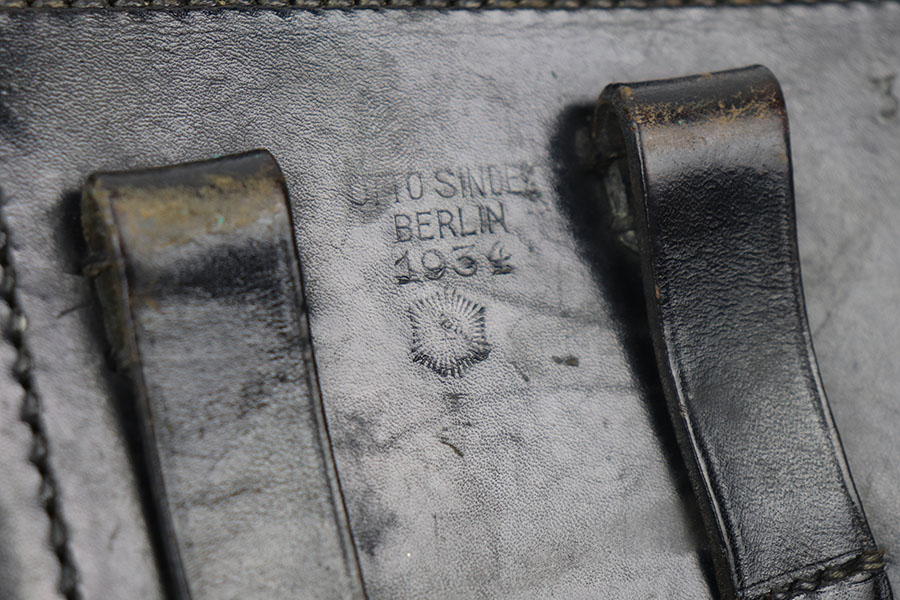 OTTO SINDEL
BERLIN
1934